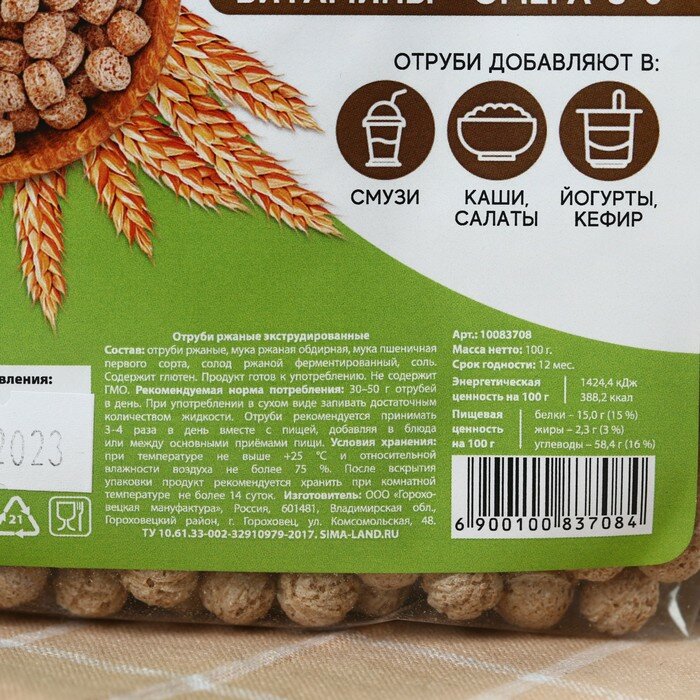 ВИТАМИНЫ ОМЕГА-3-6
ОТРУБИ ДОБАВЛЯЮТ В:
СМУЗИ
КАШИ,
САЛАТЫ
ЙОГУРТЫ,
КЕФИР
Отруби ржаные экструдированные
Состав: отруби ржаные, мука ржаная обдирная, мука пшеничная
первого сорта, солод ржаной ферментированный, соль.
Содержит глютен. Продукт готов к употреблению. Не содержит
ГМО. Рекомендуемая норма потребления: 30–50 г отрубей
в день. При употреблении в сухом виде запивать достаточным
количеством жидкости. Отруби рекомендуется принимать
3–4 раза в день вместе с пищей, добавляя в блюда
или между основными приёмами пищи. Условия хранения:
при температуре не выше +25 °С и относительной
влажности воздуха не более 75 %. После вскрытия
упаковки продукт рекомендуется хранить при комнатной
температуре не более 14 суток. Изготовитель: ООО «Горохо-
вецкая мануфактура», Россия, 601481, Владимирская обл.,
Гороховецкий район, г. Гороховец, ул. Комсомольская, 48.
ТУ 10.61.33-002-32910979-2017. SIMA-LAND.RU
Арт.: 10083708
Масса нетто: 100 г.
Срок годности: 12 мес.
Энергетическая
ценность на 100 г
1424,4 кДж
388,2 ккал
Пищевая
ценность
на 100 г
белки – 15,0 г (15 %)
жиры – 2,3 г (3 %)
углеводы – 58,4 г (16 %)
6 900100 837084
вления:
2023
21